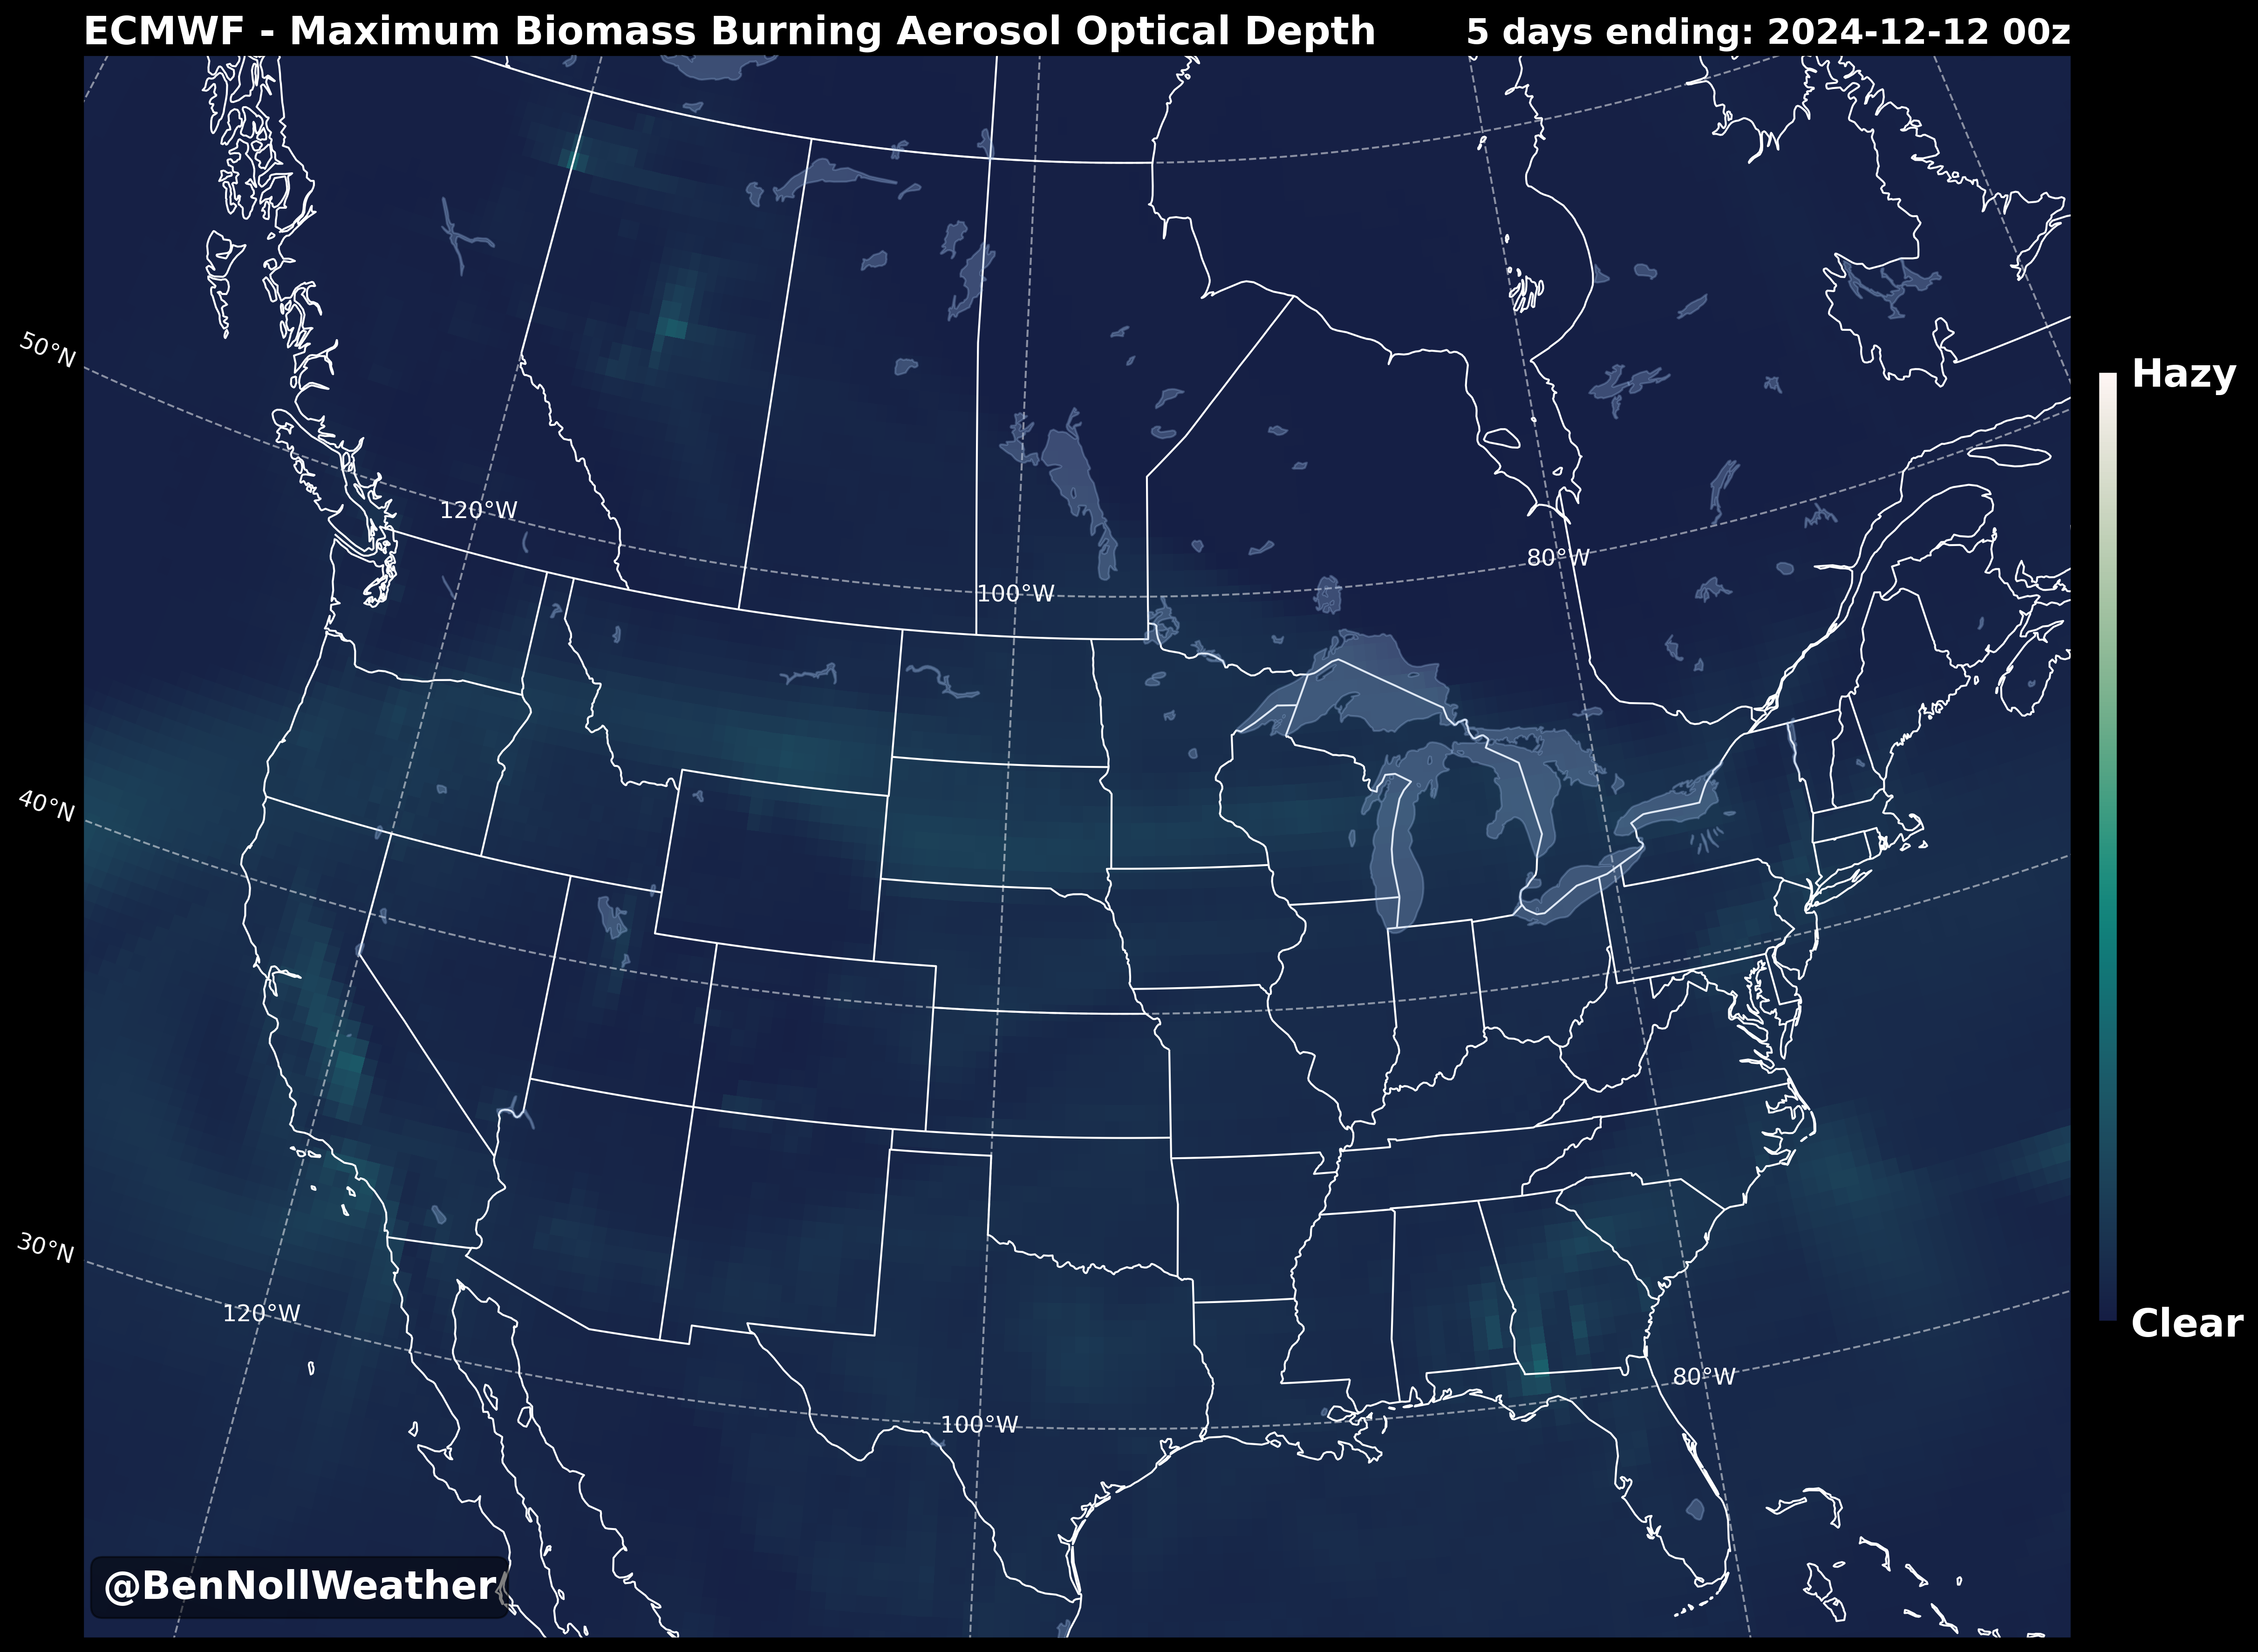 ECMWF - Maximum Biomass Burning Aerosol Optical Depth
5 days ending: 2024-12-12 00z
50°N
Hazy
120°W
80°W
100°W
40°N
30°N
120°W
Clear
80°W
100°W
@BenNollWeather